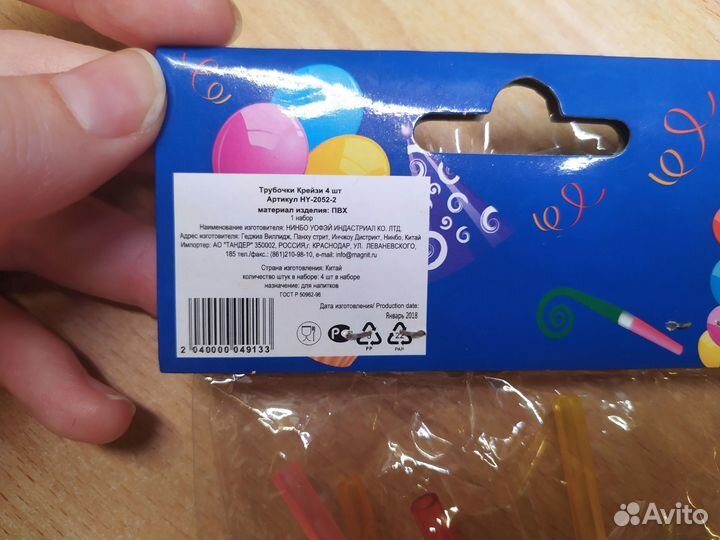 Трубочки Крейзи 4 шт
Артикул HY-2052-2
материал изделия: ПВХ
1 набор
Наименование изготовителя: НИНБО УОФЭЙ ИНДАСТРИАЛ КО. ЛТД.
Адрес изготовителя: Геджиа Виллидж, Панху стрит, Инчжоу Дистрикт, Нинбо, Китай
Импортер: АО "ТАНДЕР" 350002, РОССИЯ,г. КРАСНОДАР, УЛ. ЛЕВАНЕВСКОГО,
185 тел./факс.: (861)210-98-10, e-mail: info@magnit.ru
Страна изготовления: Китай
количество штук в наборе: 4 шт в наборе
назначение: для напитков
ГОСТ Р 50962-96
Дата изготовления/ Production date:
Январь 2018
2 040000 049133
PP
22
PAP
Avito